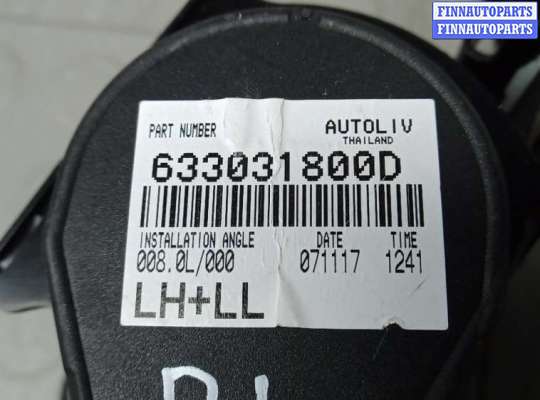 FINNAUTOPARTS
FINNAUTOPARTS
PART NUMBER AUTOLIV
THAILAND
633031800D
INSTALLATION ANGLE DATE TIME
008.0L/000 071117 1241
LH+LL